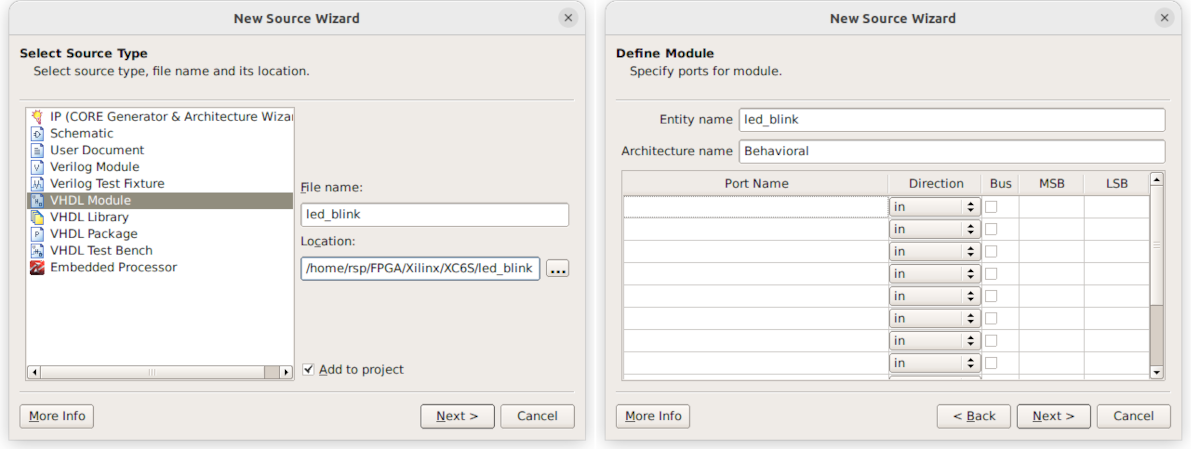 New Source Wizard
Select Source Type
Select source type, file name and its location.
IP (CORE Generator & Architecture Wizar
Schematic
User Document
Verilog Module
Verilog Test Fixture
VHDL Module
VHDL Library
VHDL Package
VHDL Test Bench
Embedded Processor
File name:
led_blink
Location:
/home/rsp/FPGA/Xilinx/XC6S/led_blink
...
Add to project
More Info
Next >
Cancel
New Source Wizard
Define Module
Specify ports for module.
Entity name led_blink
Architecture name Behavioral
Port Name Direction Bus MSB LSB
in
in
in
in
in
in
in
in
More Info
< Back
Next >
Cancel